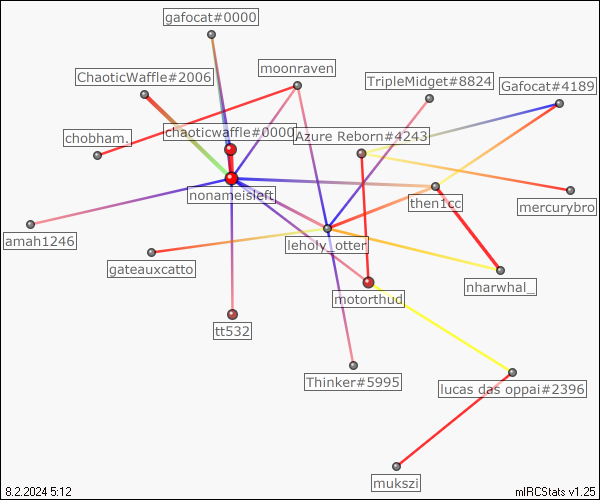 gafocat#0000
moonraven
ChaoticWaffle#2006
TripleMidget#8824
Gafocat#4189
chobham.
chaoticwaffle#0000
Azure Reborn#4243
nonameisleft
then1cc
mercurybro
amah1246
leholy_otter
gateauxcatto
nharwhal_
motorthud
tt532
Thinker#5995
lucas das oppai#2396
mukszi
8.2.2024 5:12
mIRCStats v1.25